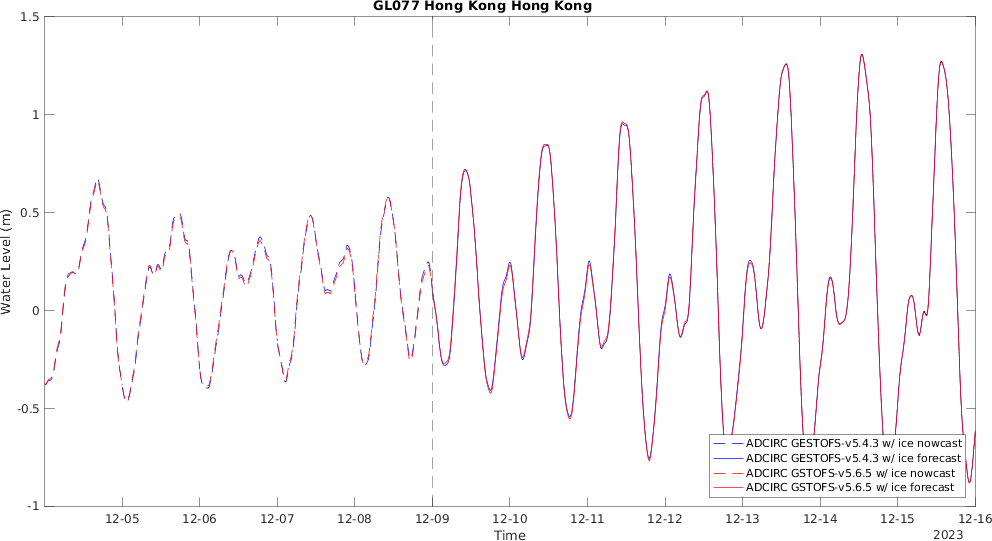 GL077 Hong Kong Hong Kong
1.5
1
0.5
0
-0.5
-1
Water Level (m)
ADCIRC GESTOFS-v5.4.3 w/ ice nowcast
ADCIRC GESTOFS-v5.4.3 w/ ice forecast
ADCIRC GSTOFS-v5.6.5 w/ ice nowcast
ADCIRC GSTOFS-v5.6.5 w/ ice forecast
12-05 12-06 12-07 12-08 12-09 12-10 12-11 12-12 12-13 12-14 12-15 12-16
Time
2023